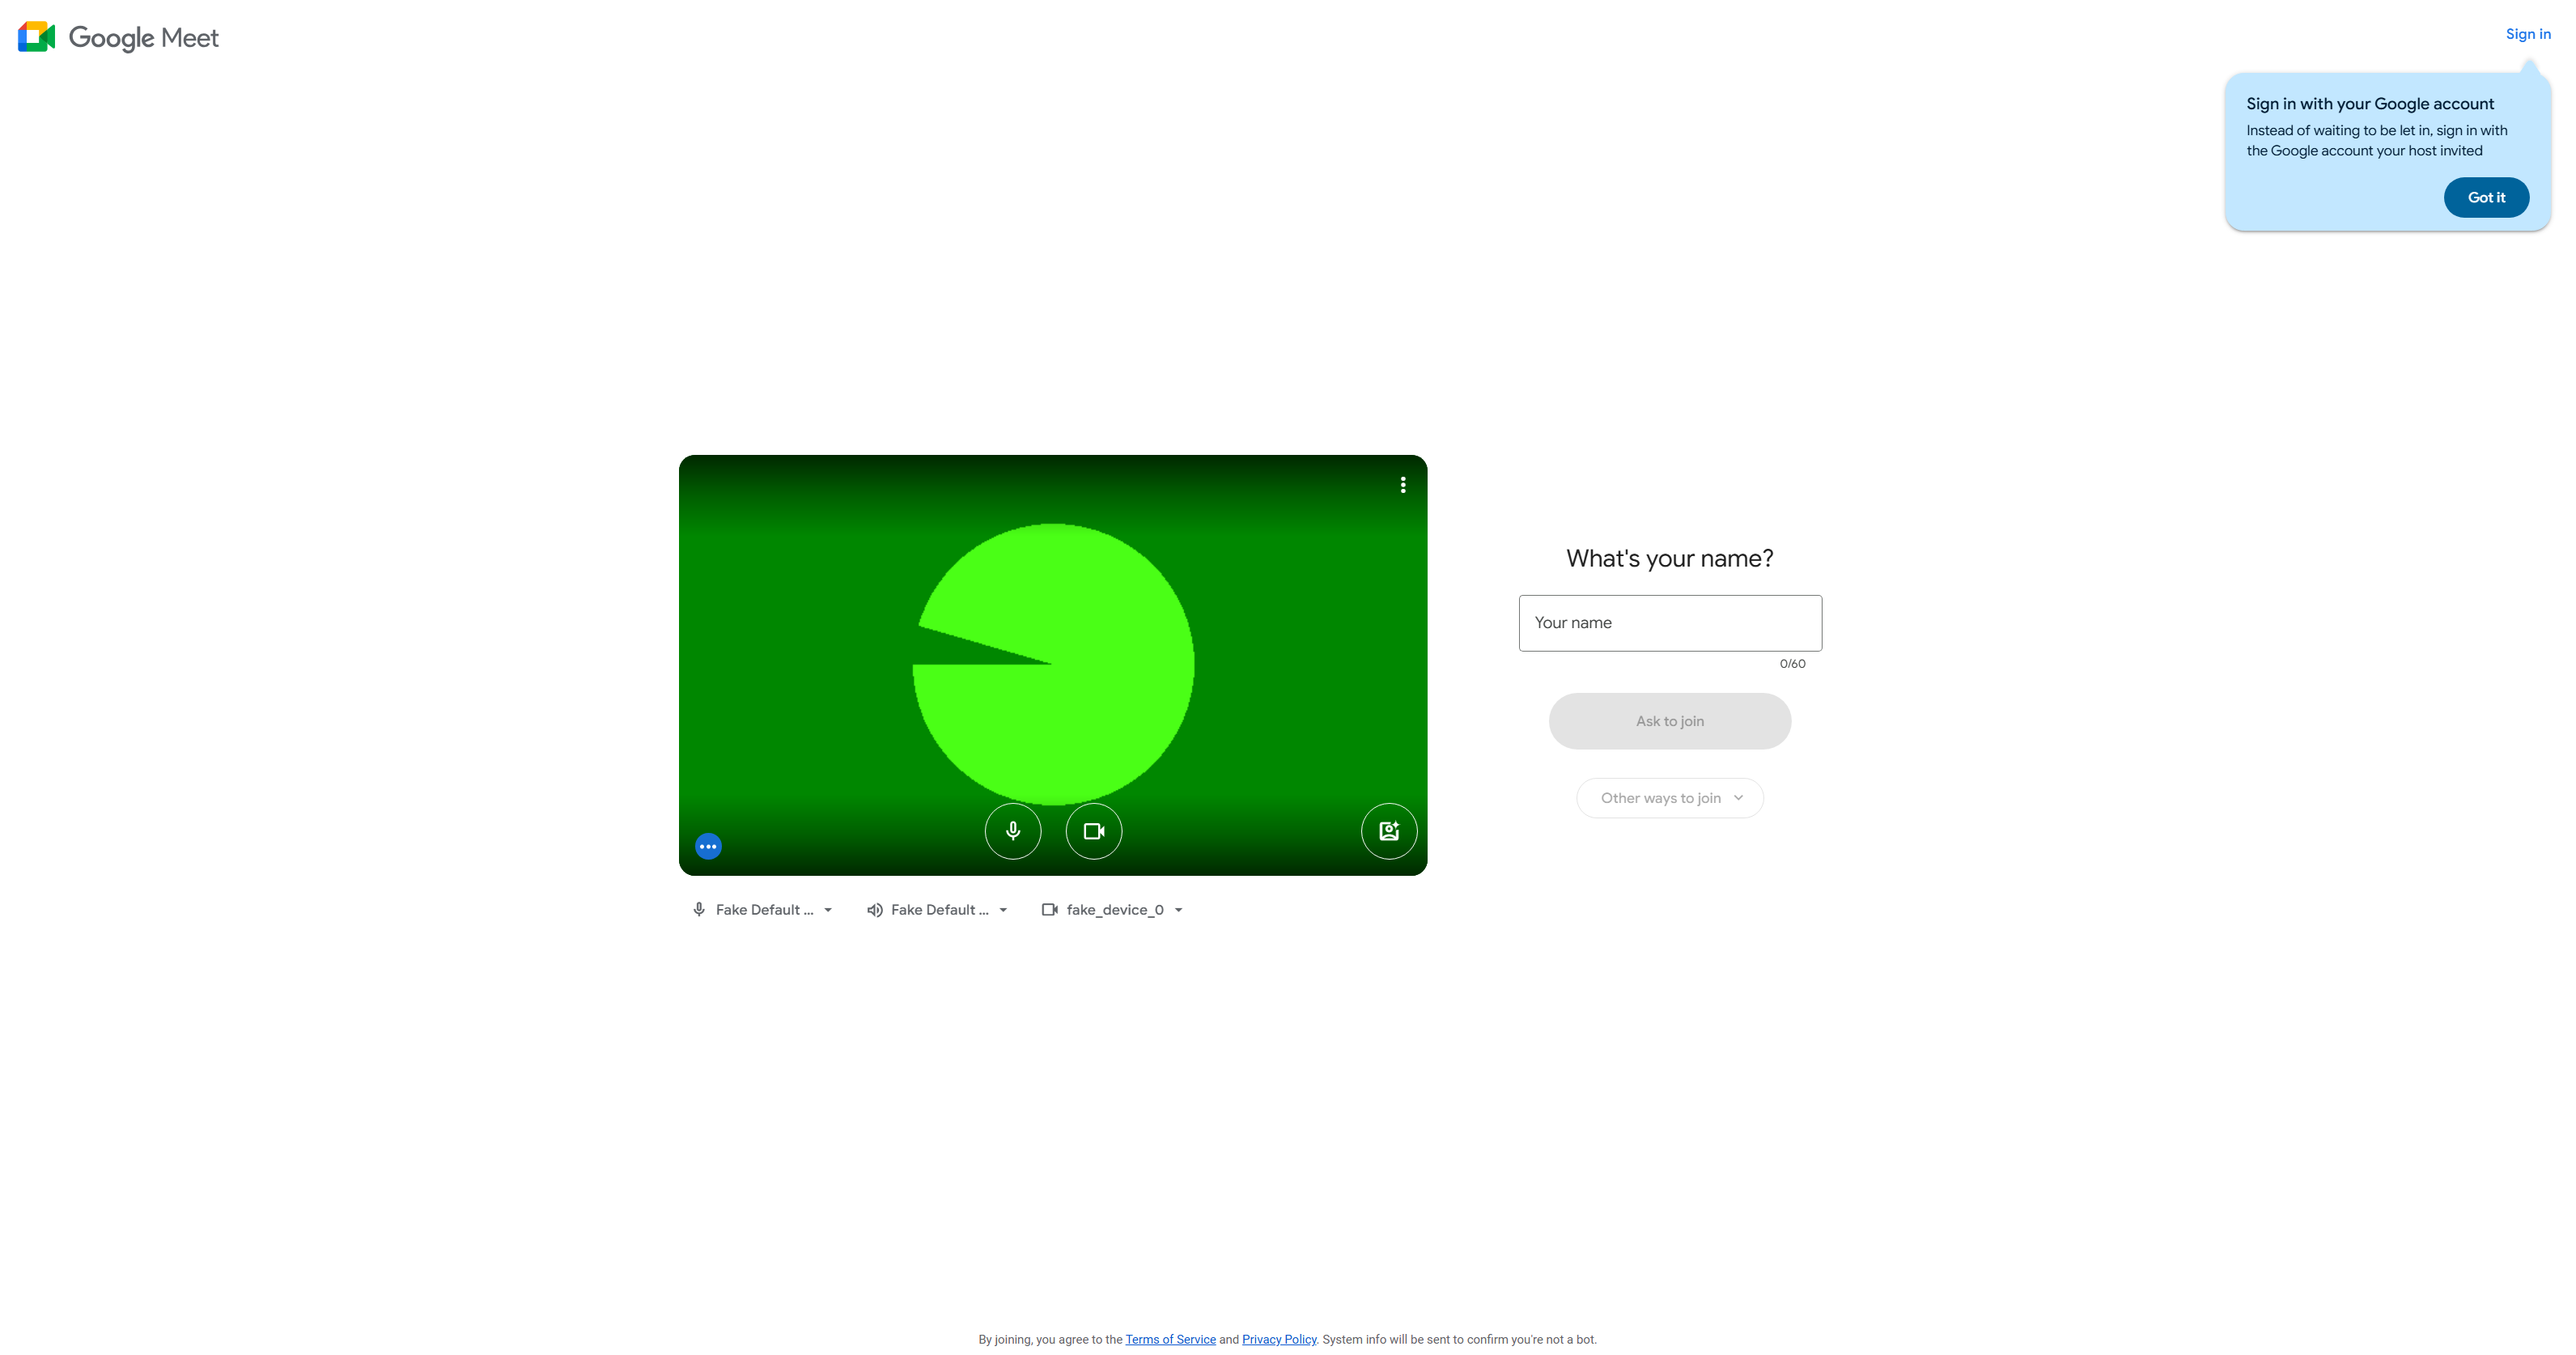 Google Meet
Sign in
Sign in with your Google account
Instead of waiting to be let in, sign in with
the Google account your host invited
Got it
What's your name?
Your name
0/60
Ask to join
Other ways to join
Fake Default ...
Fake Default ...
fake_device_0
By joining, you agree to the Terms of Service and Privacy Policy. System info will be sent to confirm you're not a bot.